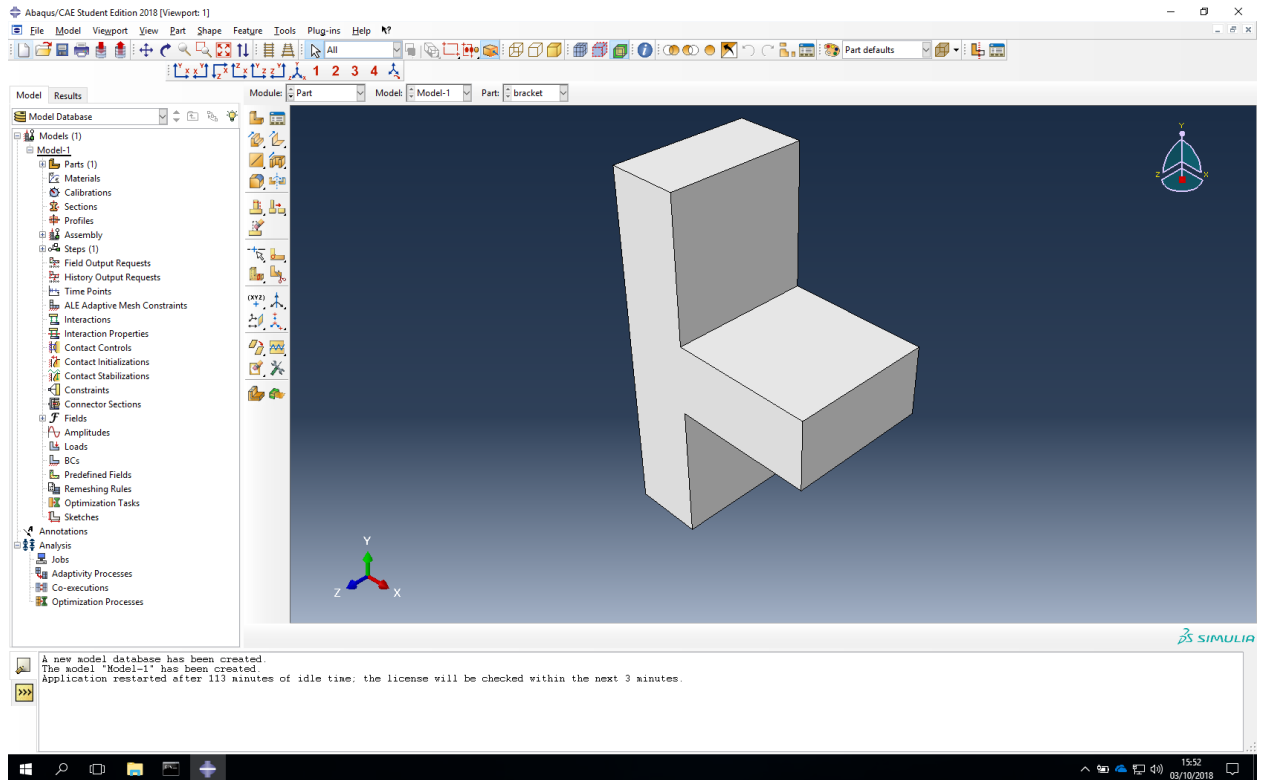 Abaqus/CAE Student Edition 2018 [Viewport: 1]
File Model Viewport View Part Shape Feature Tools Plug-ins Help
All Part defaults
1 2 3 4
Model Results Module: Part Model: Model-1 Part: bracket
Model Database
Models (1)
Model-1
Parts (1)
Materials
Calibrations
Sections
Profiles
Assembly
Steps (1)
Field Output Requests
History Output Requests
Time Points
ALE Adaptive Mesh Constraints
Interactions
Interaction Properties
Contact Controls
Contact Initializations
Contact Stabilizations
Constraints
Connector Sections
Fields
Amplitudes
Loads
BCs
Predefined Fields
Remeshing Rules
Optimization Tasks
Sketches
Annotations
Analysis
Jobs
Adaptivity Processes
Co-executions
Optimization Processes
(XYZ)
Y
Z X
Y
Z X
SIMULIA
A new model database has been created.
The model "Model-1" has been created.
Application restarted after 113 minutes of idle time; the license will be checked within the next 3 minutes.
>>>
15:52
03/10/2018